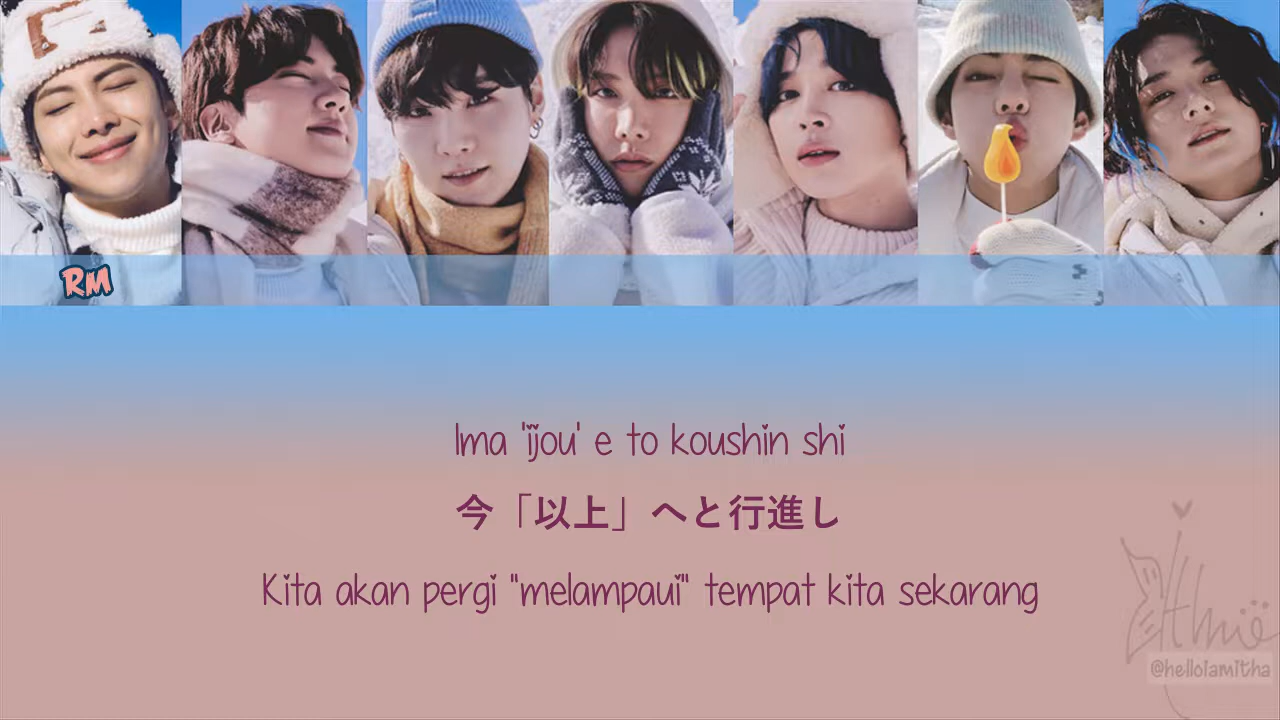 RM
Ima 'ijou' e to koushin shi
今「以上」へと行進し
Kita akan pergi "melampaui" tempat kita sekarang
@helloiamitha